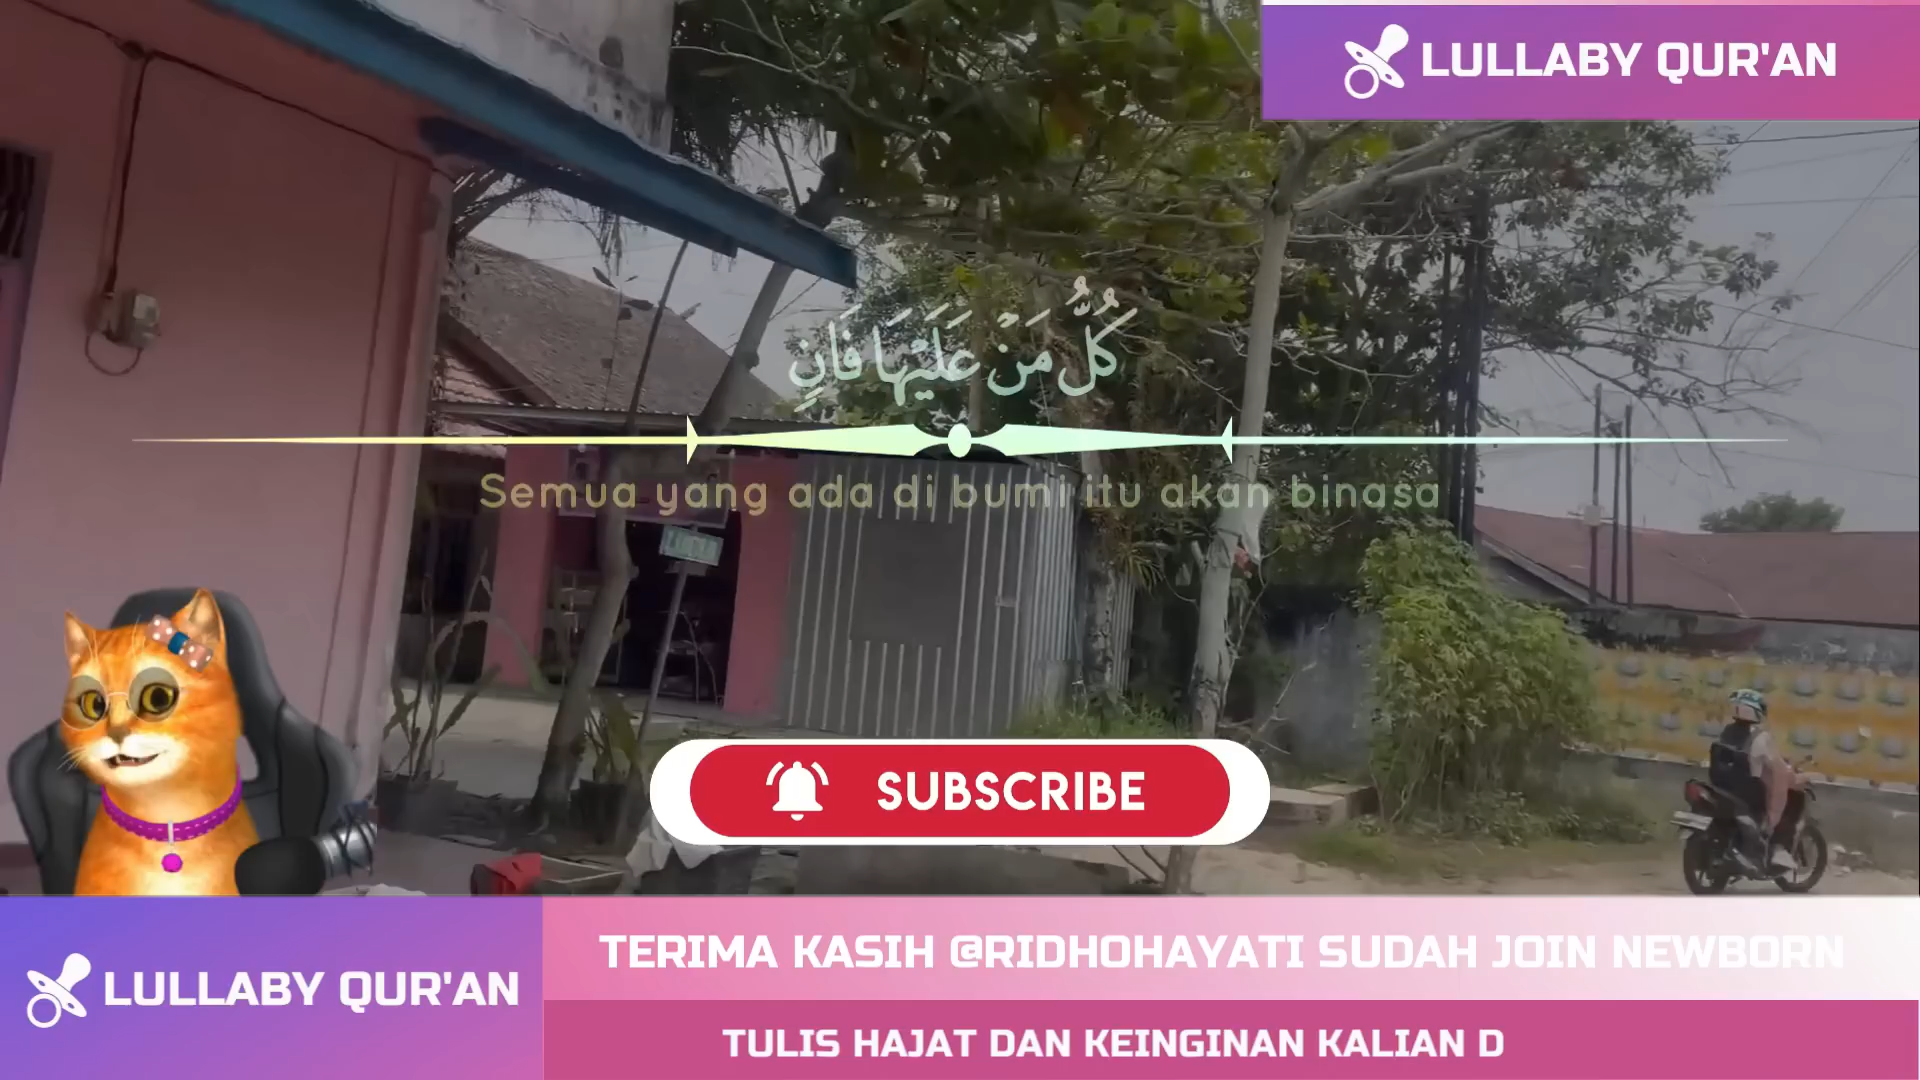 LULLABY QUR'AN
كُلُّ مَنْ عَلَيْهَا فَانٍ
Semua yang ada di bumi itu akan binasa
SUBSCRIBE
LULLABY QUR'AN
TERIMA KASIH @RIDHOHAYATI SUDAH JOIN NEWBORN
TULIS HAJAT DAN KEINGINAN KALIAN D